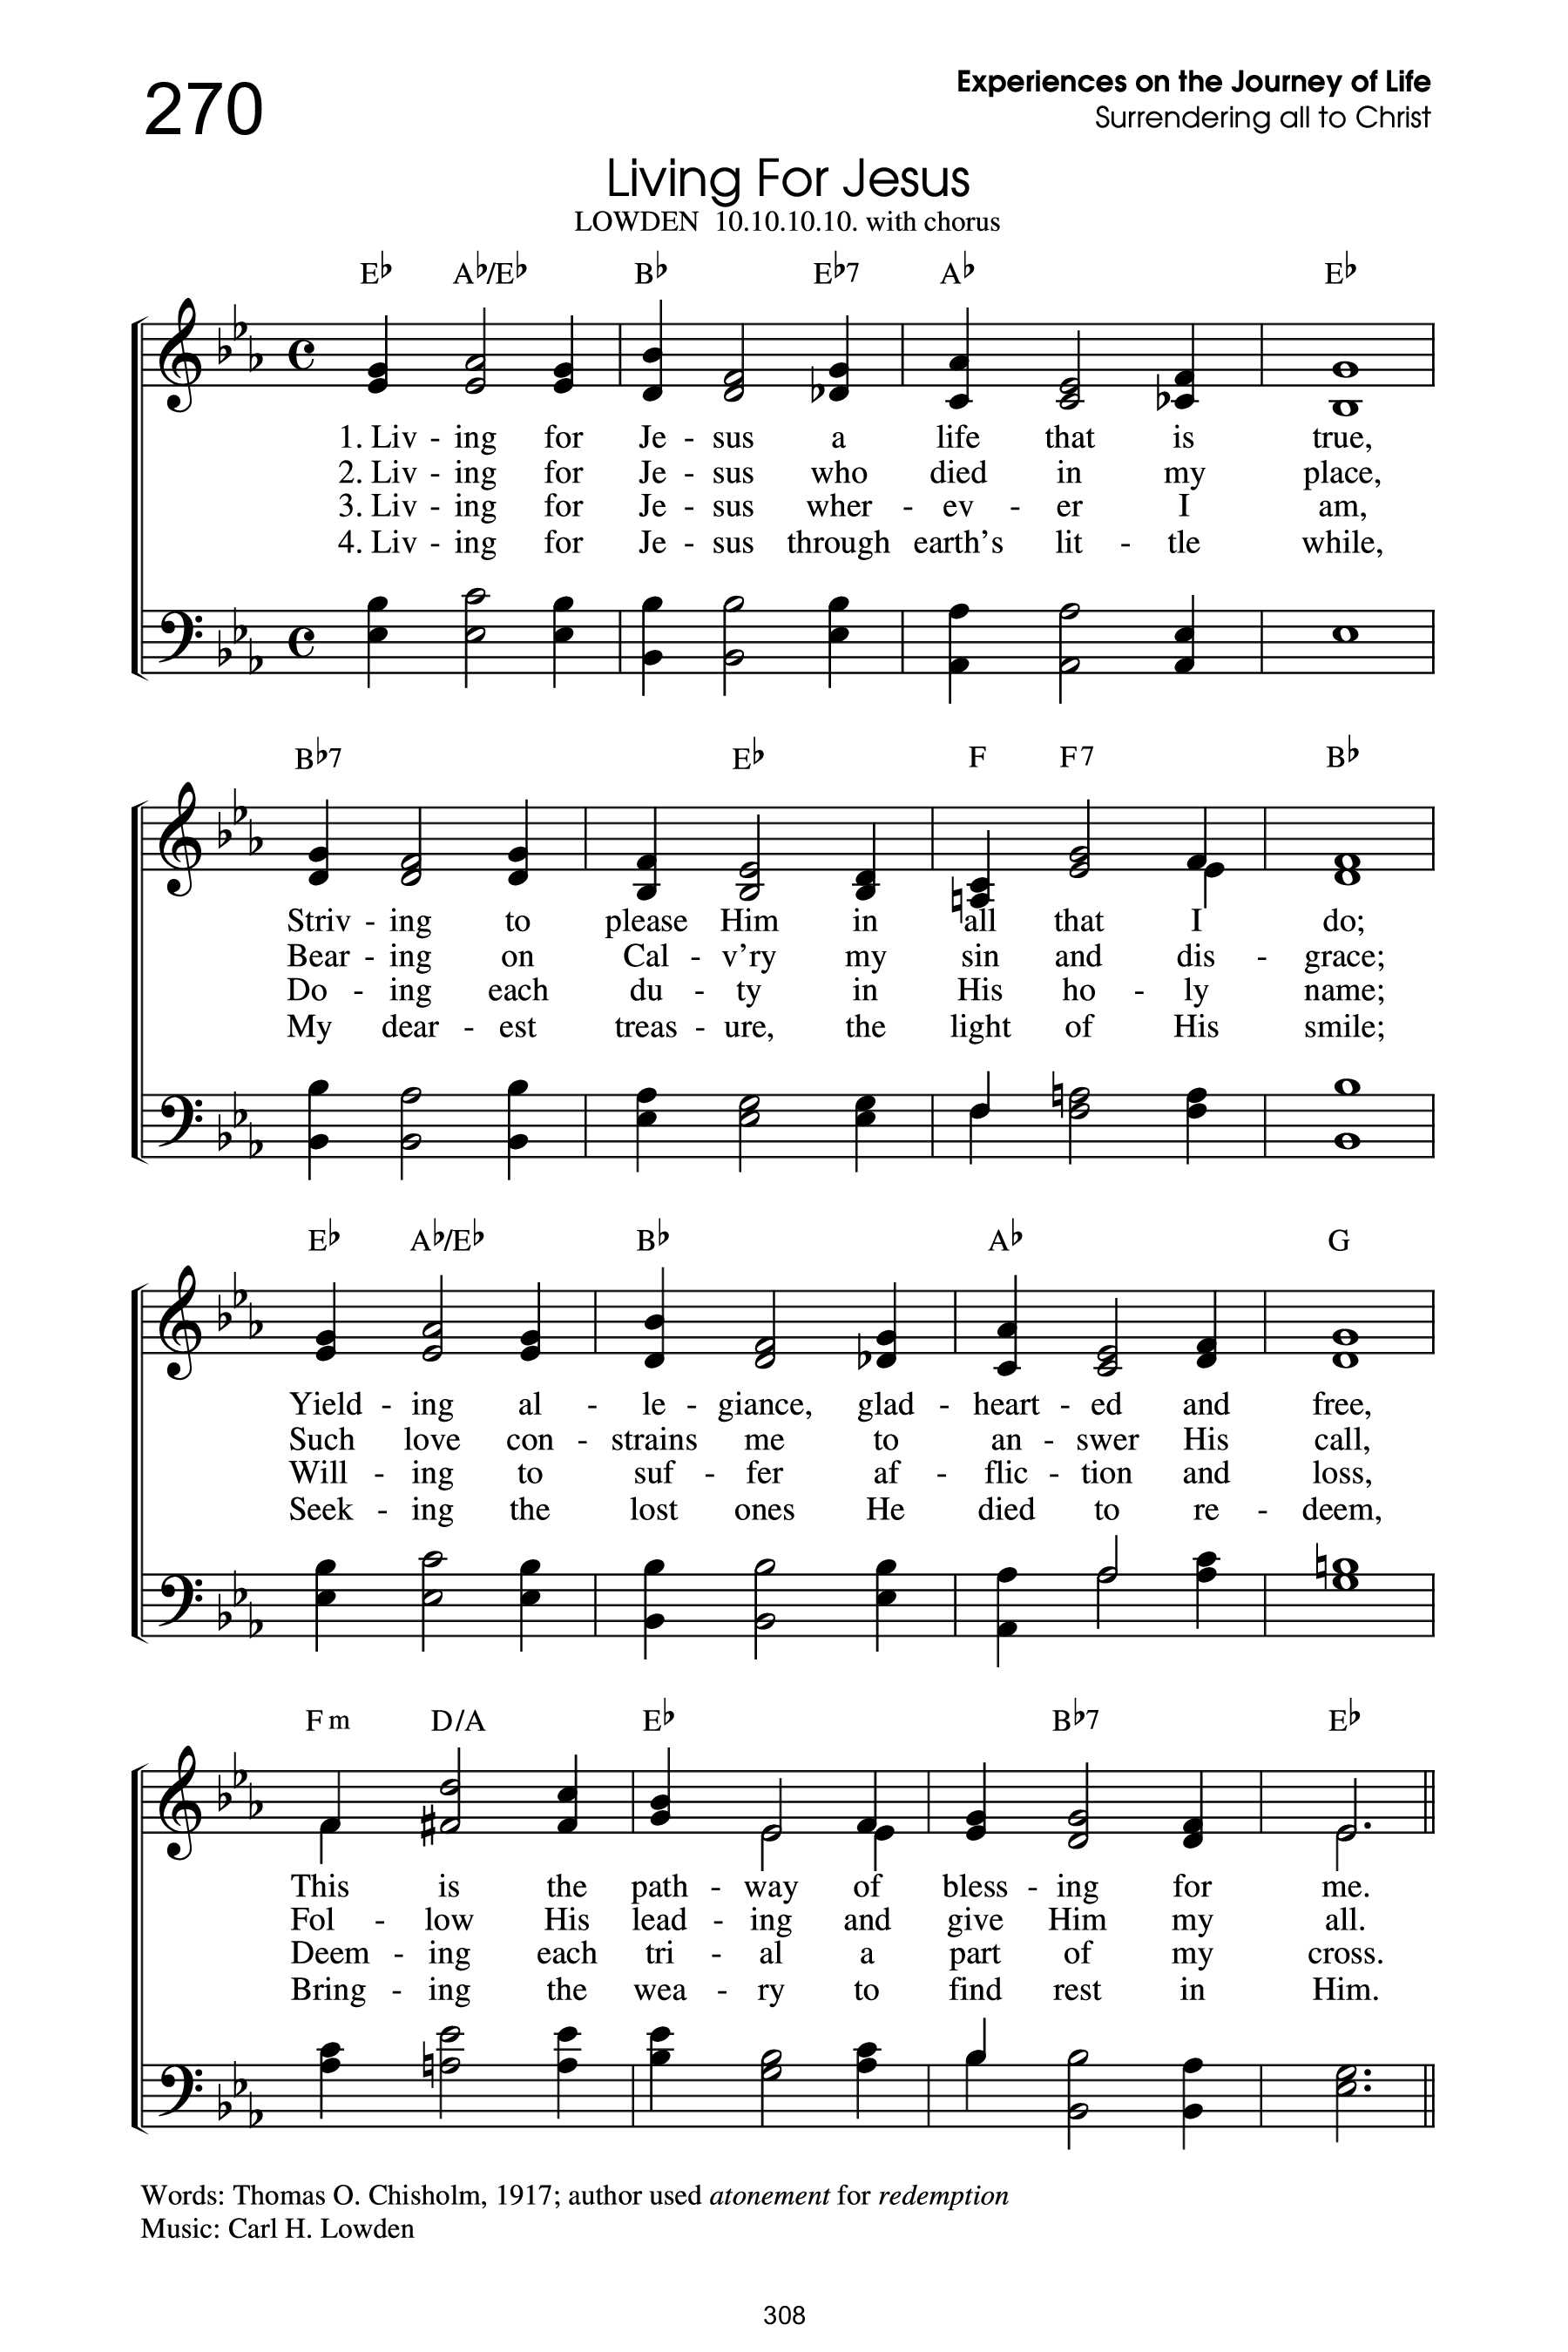 270
Experiences on the Journey of Life
Surrendering all to Christ
Living For Jesus
LOWDEN 10.10.10.10. with chorus
E♭ A♭/E♭ B♭ E♭7 A♭ E♭
1. Liv - ing for Je - sus a life that is true,
2. Liv - ing for Je - sus who died in my place,
3. Liv - ing for Je - sus wher - ev - er I am,
4. Liv - ing for Je - sus through earth's lit - tle while,
B♭7 E♭ F F7 B♭
Striv - ing to please Him in all that I do;
Bear - ing on Cal - v'ry my sin and dis - grace;
Do - ing each du - ty in His ho - ly name;
My dear - est treas - ure, the light of His smile;
E♭ A♭/E♭ B♭ A♭ G
Yield - ing al - le - giance, glad - heart - ed and free,
Such love con - strains me to an - swer His call,
Will - ing to suf - fer af - flic - tion and loss,
Seek - ing the lost ones He died to re - deem,
Fm D/A E♭ B♭7 E♭
This is the path - way of bless - ing for me.
Fol - low His lead - ing and give Him my all.
Deem - ing each tri - al a part of my cross.
Bring - ing the wea - ry to find rest in Him.
Words: Thomas O. Chisholm, 1917; author used atonement for redemption
Music: Carl H. Lowden
308